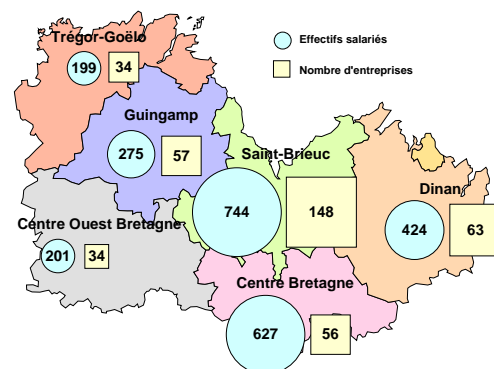 Trégor-Goëlo
199 34
Effectifs salariés
Nombre d'entreprises
Guingamp
275 57
Saint-Brieuc
744 148
Dinan
424 63
Centre Ouest Bretagne
201 34
Centre Bretagne
627 56